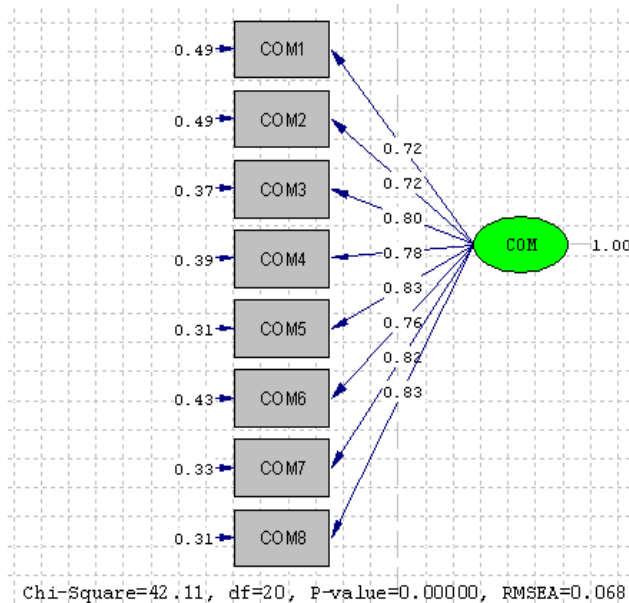 0.49 COM1
0.49 COM2
0.72
0.72
0.37 COM3
0.80
COM 1.00
0.39 COM4
0.78
0.83
0.31 COM5
0.76
0.82
0.43 COM6
0.83
0.33 COM7
0.31 COM8
Chi-Square=42.11, df=20, P-value=0.00000, RMSEA=0.068